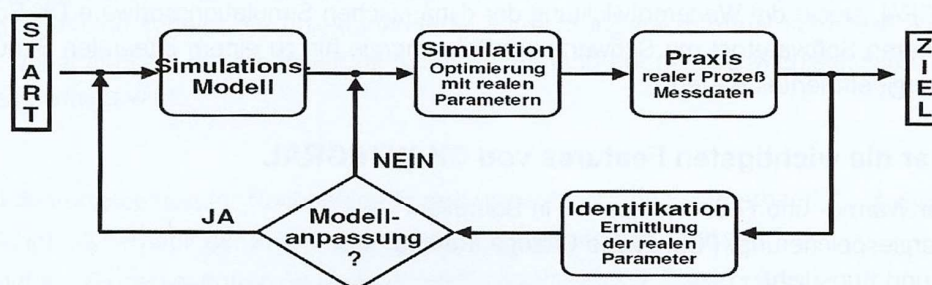 START
Simulations
Modell
Simulation
Optimierung
mit realen
Parametern
Praxis
realer Prozeß
Messdaten
ZIEL
NEIN
JA
Modell-
anpassung
?
Identifikation
Ermittlung
der realen
Parameter